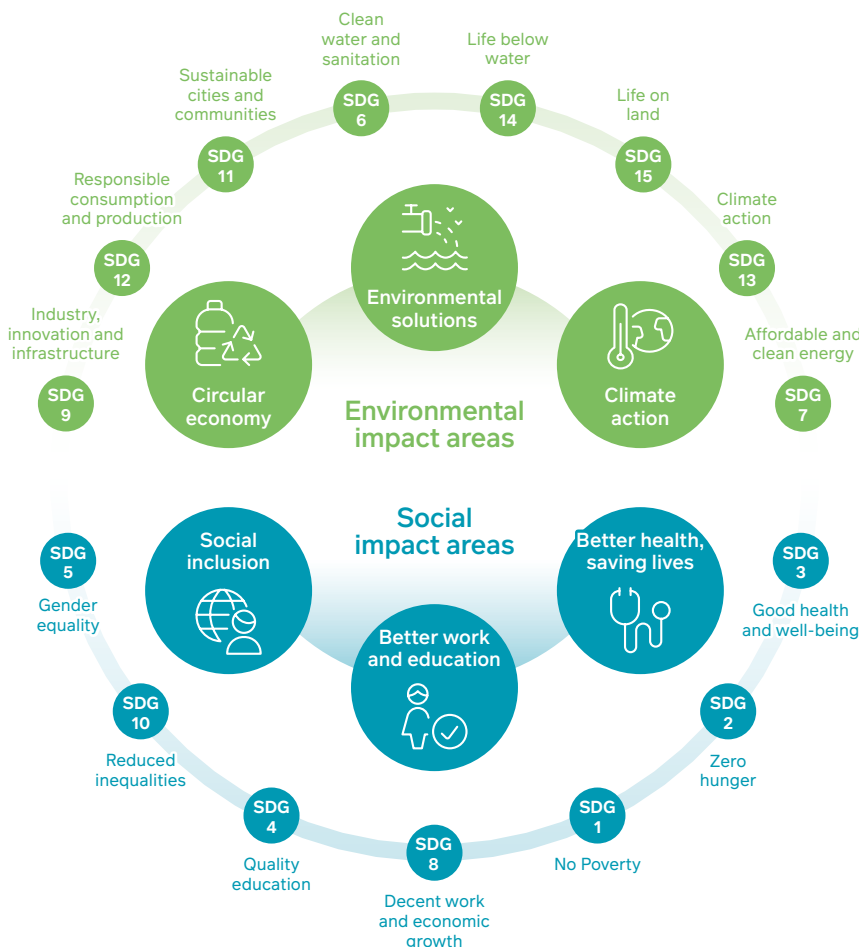 Clean
water and
sanitation
Life below
water
Sustainable
cities and
communities
SDG
6
SDG
14
Life on
land
SDG
11
SDG
15
Responsible
consumption
and production
Climate
action
SDG
12
SDG
13
Environmental
solutions
Industry,
innovation and
infrastructure
Affordable and
clean energy
SDG
9
Circular
economy
Environmental
impact areas
Climate
action
SDG
7
Social
impact areas
SDG
5
Gender
equality
Social
inclusion
Better health,
saving lives
SDG
3
Good health
and well-being
Better work
and education
SDG
10
Reduced
inequalities
SDG
2
Zero
hunger
SDG
4
Quality
education
SDG
8
Decent work
and economic
growth
SDG
1
No Poverty